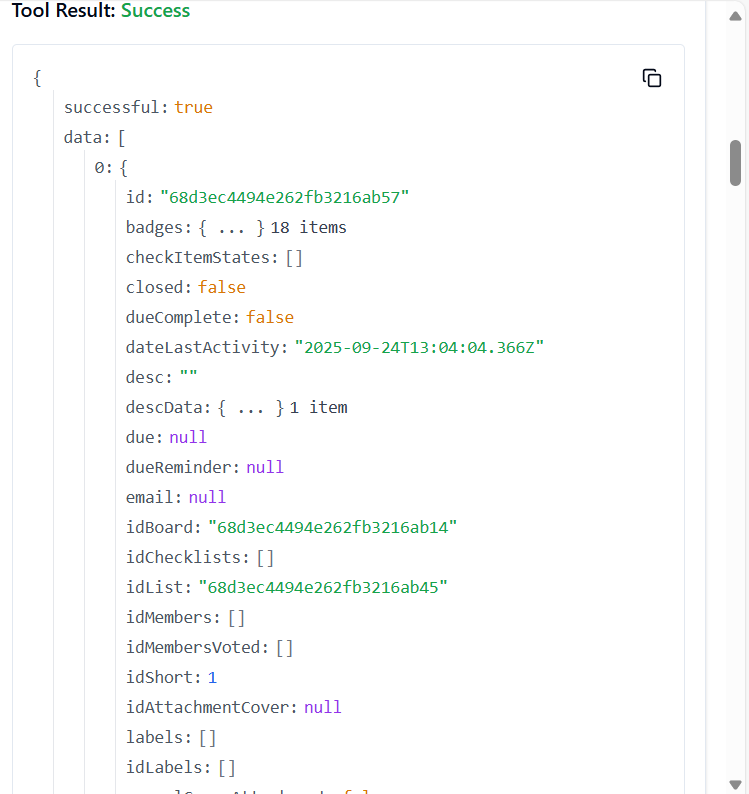 Tool Result: Success
{
successful: true
data: [
0: {
id: "68d3ec4494e262fb3216ab57"
badges: { ... } 18 items
checkItemStates: []
closed: false
dueComplete: false
dateLastActivity: "2025-09-24T13:04:04.366Z"
desc: ""
descData: { ... } 1 item
due: null
dueReminder: null
email: null
idBoard: "68d3ec4494e262fb3216ab14"
idChecklists: []
idList: "68d3ec4494e262fb3216ab45"
idMembers: []
idMembersVoted: []
idShort: 1
idAttachmentCover: null
labels: []
idLabels: []